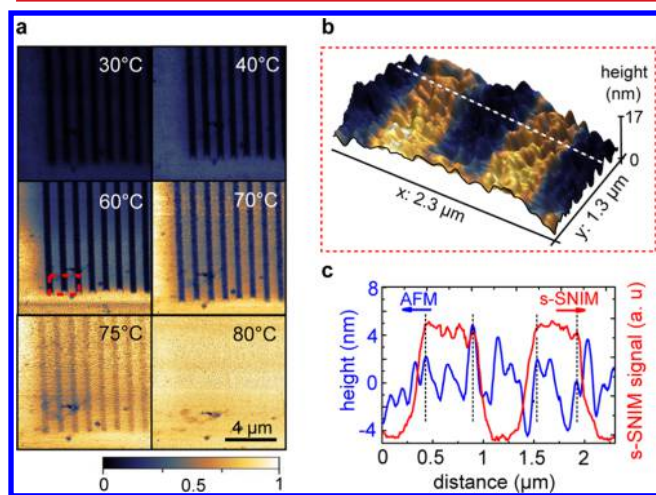 a
30°C
40°C
60°C
70°C
75°C
80°C
4 µm
0
0.5
1
b
height
(nm)
17
0
x: 2.3 µm
y: 1.3 µm
c
8
AFM
s-SNIM
4
0
-4
height (nm)
s-SNIM signal (a. u)
0 0.5 1 1.5 2
distance (µm)